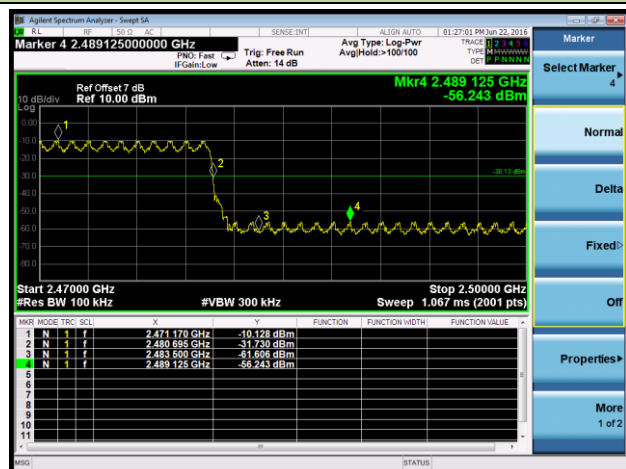 Agilent Spectrum Analyzer - Swept SA
RL RF 50 Ω AC SENSE:INT ALIGN AUTO 01:27:01 PM Jun 22, 2016
Marker 4 2.489125000000 GHz
PNO: Fast
IFGain:Low
Trig: Free Run
Atten: 14 dB
Avg Type: Log-Pwr
Avg|Hold:>100/100
TRACE 1 2 3 4 5 6
TYPE M W W W W W
DET P P N N N N
Mkr4 2.489 125 GHz
-56.243 dBm
Ref Offset 7 dB
10 dB/div Ref 10.00 dBm
Log
0.00
-10.0
-20.0
-30.0
-40.0
-50.0
-60.0
-70.0
-80.0
1
2
3
4
-30.13 dBm
Start 2.47000 GHz Stop 2.50000 GHz
#Res BW 100 kHz #VBW 300 kHz Sweep 1.067 ms (2001 pts)
MKR MODE TRC SCL X Y FUNCTION FUNCTION WIDTH FUNCTION VALUE
1 N 1 f 2.471 170 GHz -10.128 dBm
2 N 1 f 2.480 695 GHz -31.730 dBm
3 N 1 f 2.483 500 GHz -61.606 dBm
4 N 1 f 2.489 125 GHz -56.243 dBm
5
6
7
8
9
10
11
MSG STATUS
Marker
Select Marker
4
Normal
Delta
Fixed
Off
Properties
More
1 of 2